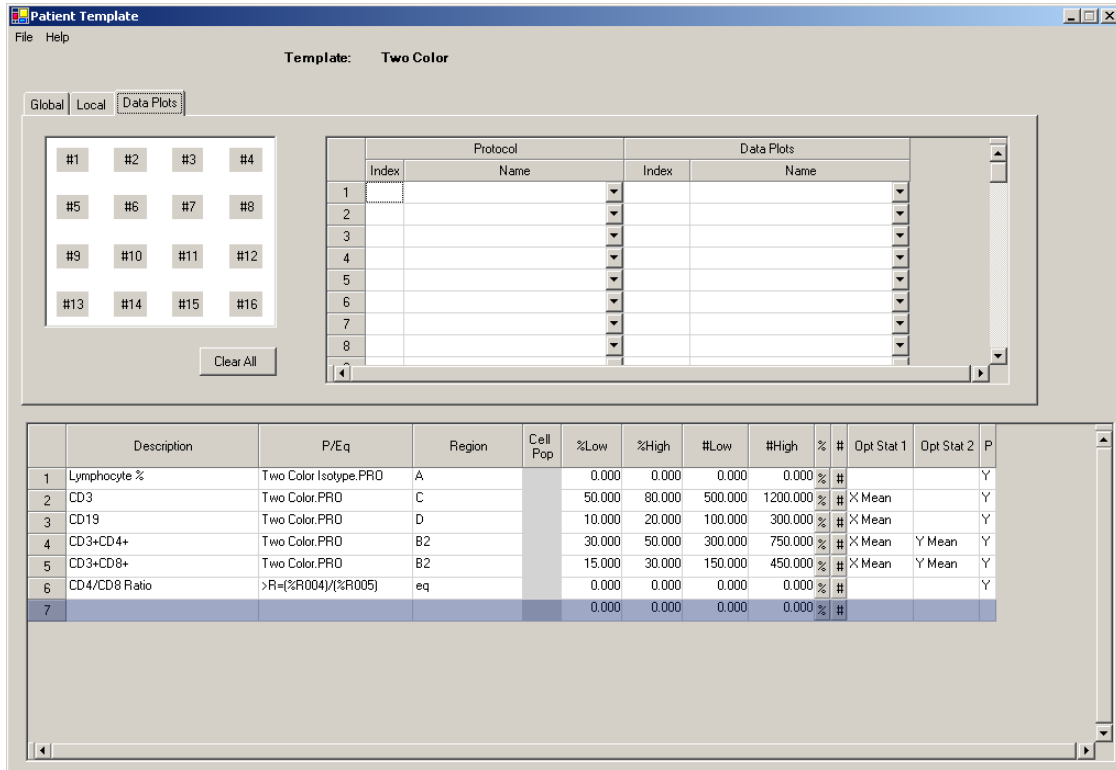 Patient Template
File Help
Template: Two Color
Global Local Data Plots
#1 #2 #3 #4
#5 #6 #7 #8
#9 #10 #11 #12
#13 #14 #15 #16
Clear All
Protocol Data Plots
Index Name Index Name
1
2
3
4
5
6
7
8
Description P/Eq Region Cell Pop %Low %High #Low #High % # Opt Stat 1 Opt Stat 2 P
1 Lymphocyte % Two Color Isotype.PRO A 0.000 0.000 0.000 0.000 % # Y
2 CD3 Two Color.PRO C 50.000 80.000 500.000 1200.000 % # X Mean Y
3 CD19 Two Color.PRO D 10.000 20.000 100.000 300.000 % # X Mean Y
4 CD3+CD4+ Two Color.PRO B2 30.000 50.000 300.000 750.000 % # X Mean Y Mean Y
5 CD3+CD8+ Two Color.PRO B2 15.000 30.000 150.000 450.000 % # X Mean Y Mean Y
6 CD4/CD8 Ratio >R=(%R004)/(%R005) eq 0.000 0.000 0.000 0.000 % # Y
7 0.000 0.000 0.000 0.000 % #